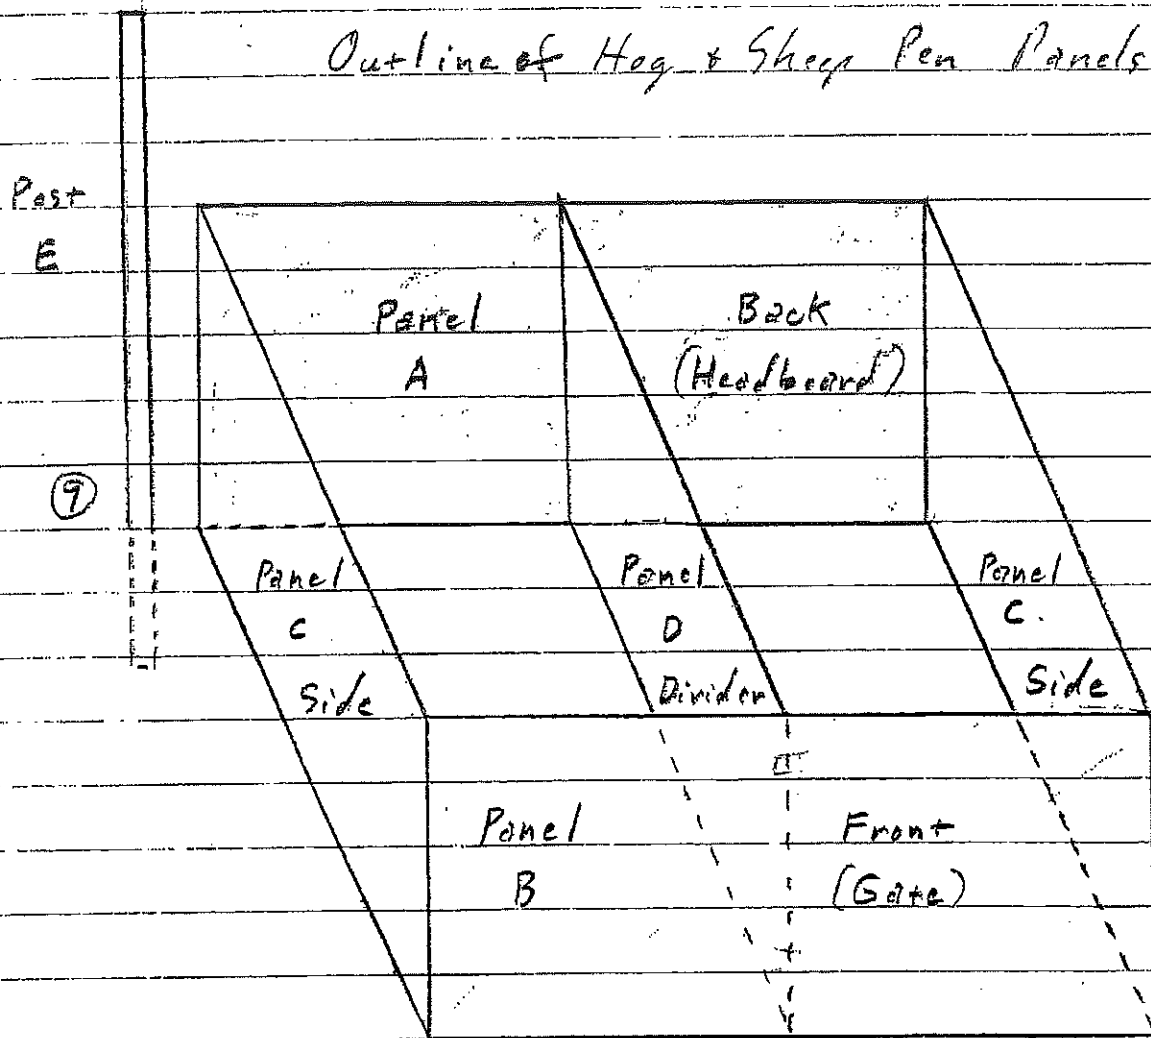 Outline of Hog & Sheep Pen Panels
Post
E
Panel
A
Back
(Headboard)
9
Panel
C
Side
Panel
D
Divider
Panel
C.
Side
Panel
B
Front
(Gate)